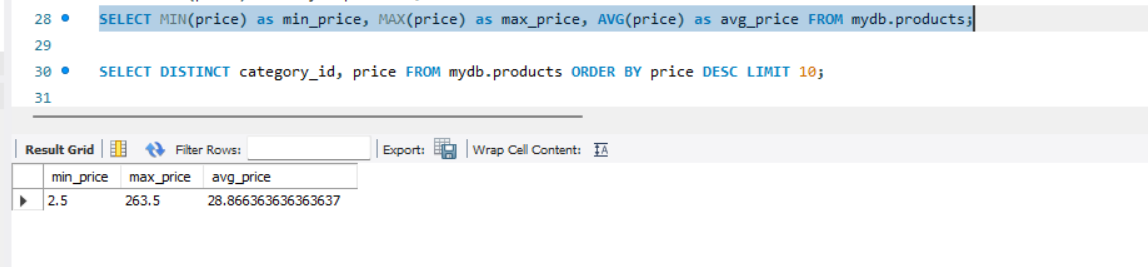 28 SELECT MIN(price) as min_price, MAX(price) as max_price, AVG(price) as avg_price FROM mydb.products;
29
30 SELECT DISTINCT category_id, price FROM mydb.products ORDER BY price DESC LIMIT 10;
31
Result Grid Filter Rows: Export: Wrap Cell Content: IA
min_price max_price avg_price
2.5 263.5 28.866363636363637